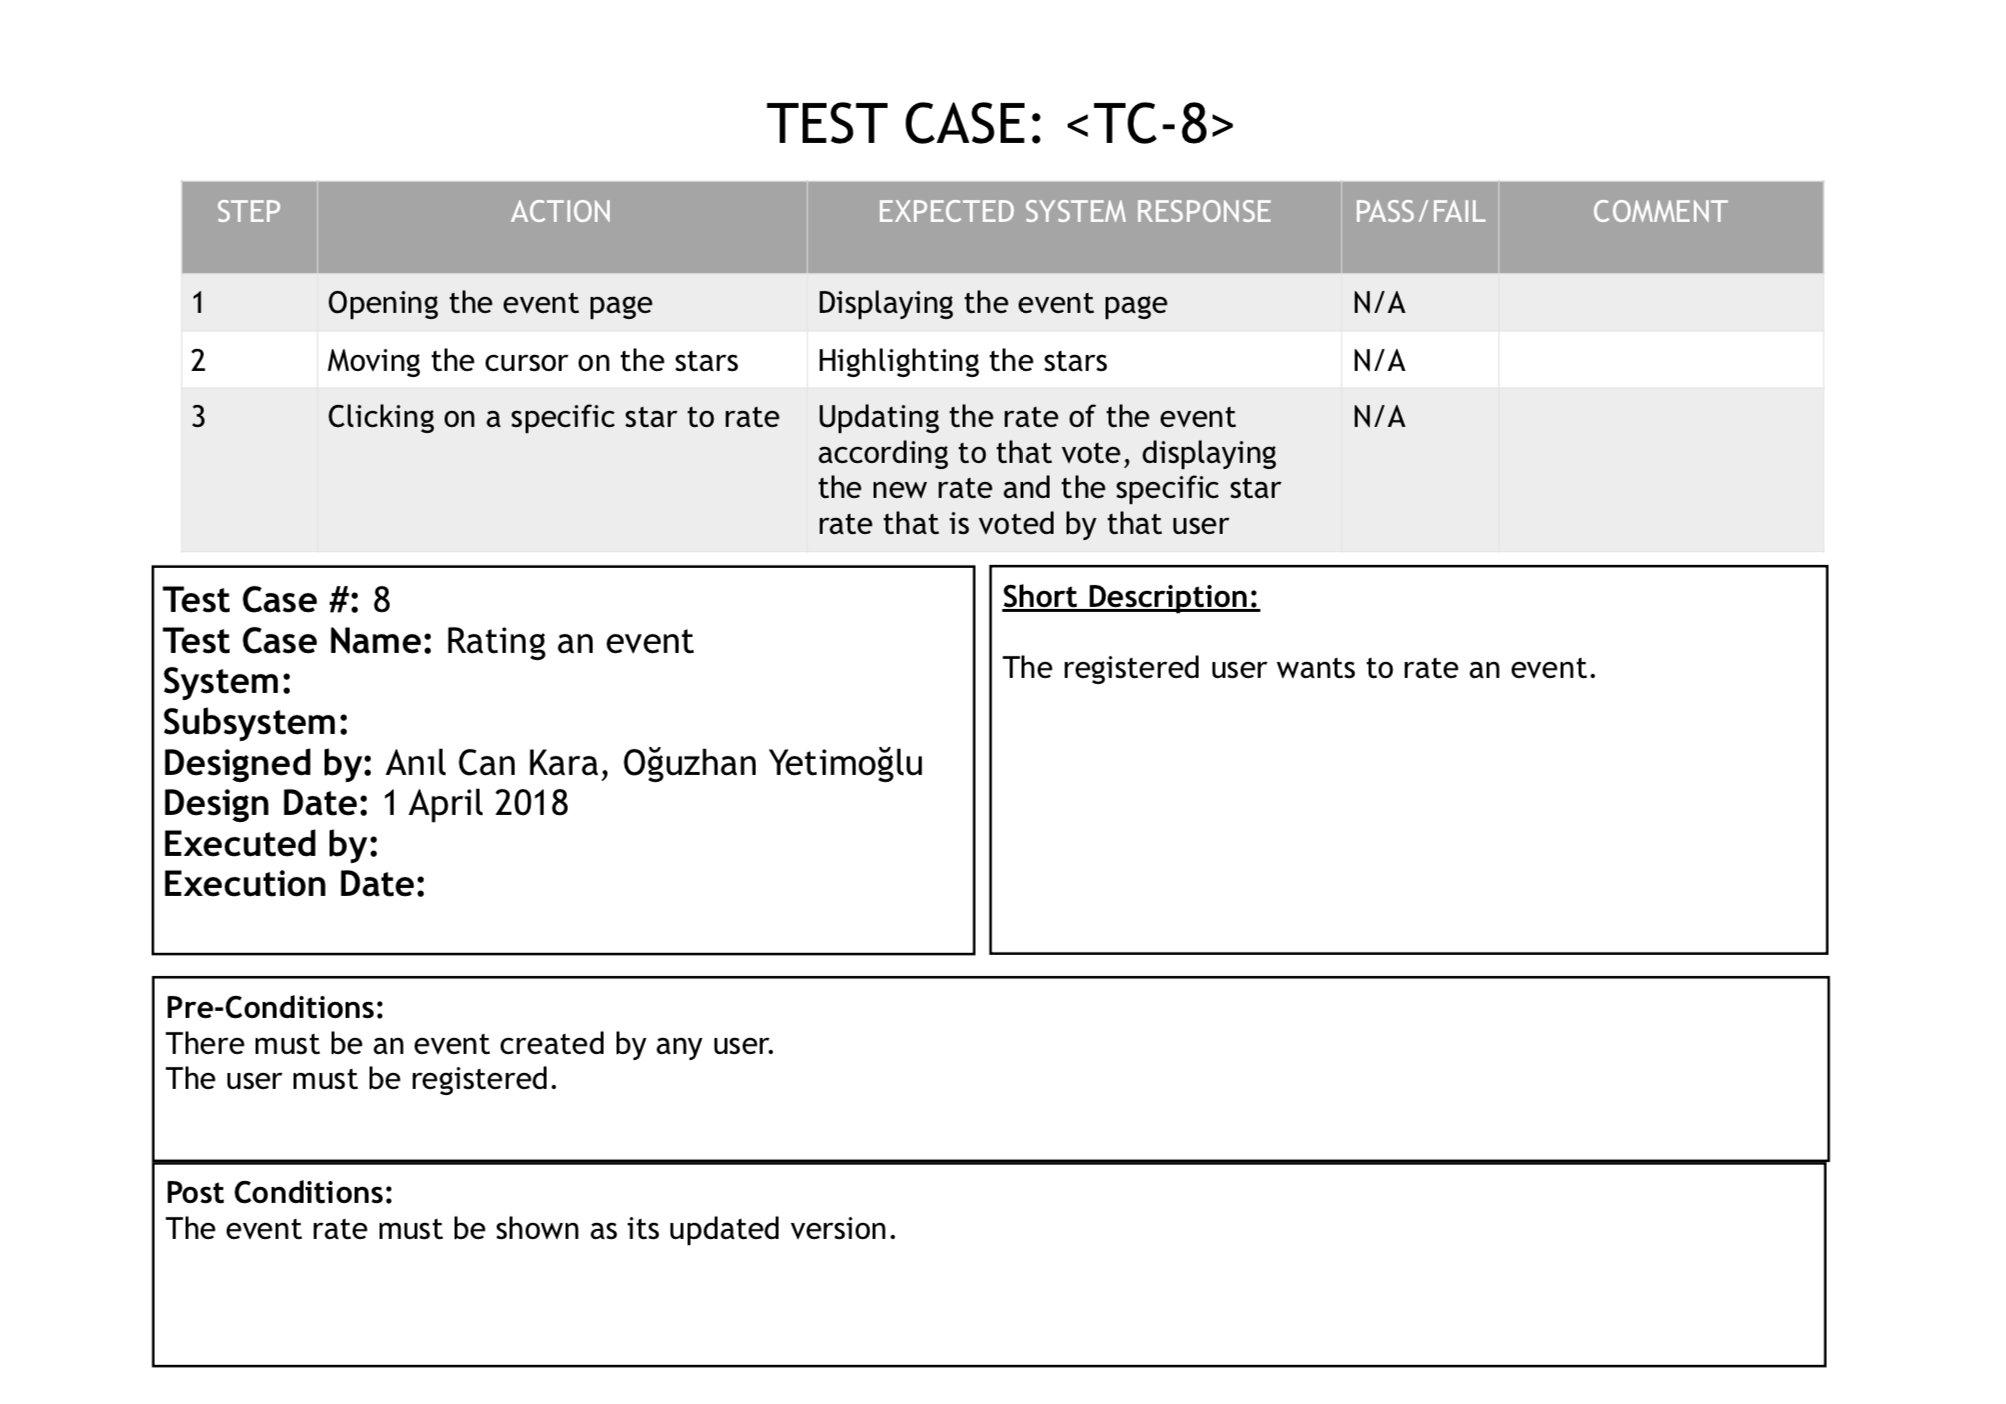 TEST CASE: <TC-8>
STEP ACTION EXPECTED SYSTEM RESPONSE PASS/FAIL COMMENT
1 Opening the event page Displaying the event page N/A
2 Moving the cursor on the stars Highlighting the stars N/A
3 Clicking on a specific star to rate Updating the rate of the event N/A
according to that vote, displaying
the new rate and the specific star
rate that is voted by that user
Test Case #: 8
Test Case Name: Rating an event
System:
Subsystem:
Designed by: Anıl Can Kara, Oğuzhan Yetimoğlu
Design Date: 1 April 2018
Executed by:
Execution Date:
Short Description:
The registered user wants to rate an event.
Pre-Conditions:
There must be an event created by any user.
The user must be registered.
Post Conditions:
The event rate must be shown as its updated version.